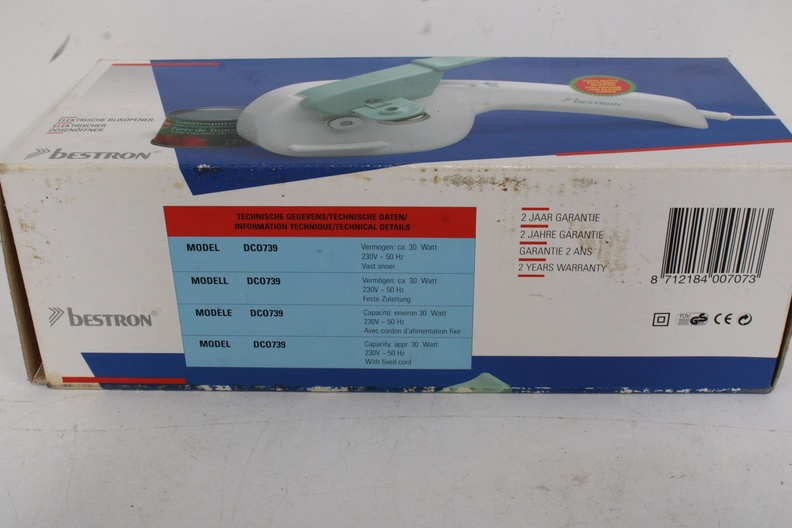 ELEKTRISCHE BLIKOPENER
ELEKTRISCHER
DOSENÖFFNER
BESTRON®
BESTRON
TECHNISCHE GEGEVENS/TECHNISCHE DATEN/
INFORMATION TECHNIQUE/TECHNICAL DETAILS
MODEL DCO739
Vermogen: ca. 30 Watt
230V – 50 Hz
Vast snoer
MODELL DCO739
Vermögen: ca. 30 Watt
230V – 50 Hz
Feste Zuleitung
MODÈLE DCO739
Capacité: environ 30 Watt
230V – 50 Hz
Avec cordon d'alimentation fixe
MODEL DCO739
Capacity: appr. 30 Watt
230V – 50 Hz
With fixed cord
BESTRON®
2 JAAR GARANTIE
2 JAHRE GARANTIE
GARANTIE 2 ANS
2 YEARS WARRANTY
8 712184 007073
TÜV
GS
CE